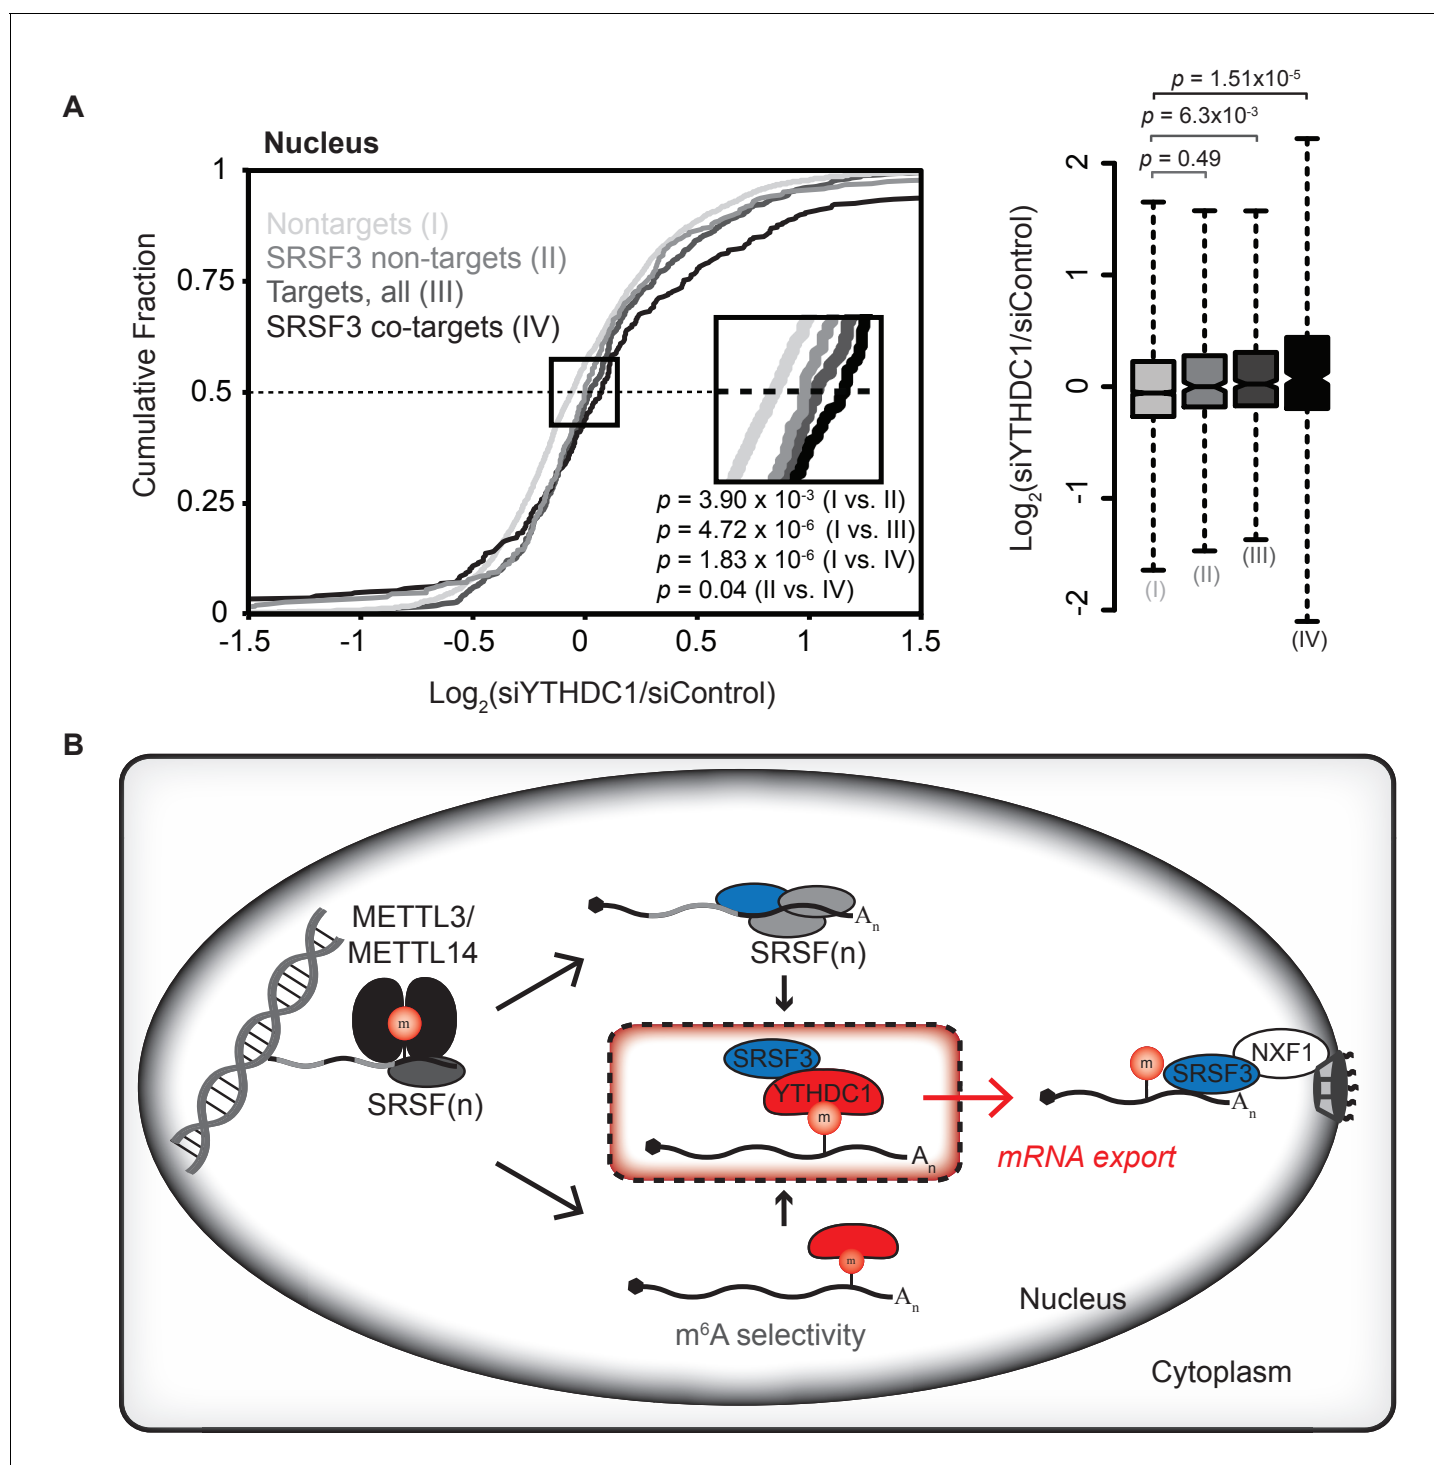 A
Nucleus
Cumulative Fraction
1
0.75
0.5
0.25
0
Nontargets (I)
SRSF3 non-targets (II)
Targets, all (III)
SRSF3 co-targets (IV)
p = 3.90 x 10-3 (I vs. II)
p = 4.72 x 10-6 (I vs. III)
p = 1.83 x 10-6 (I vs. IV)
p = 0.04 (II vs. IV)
-1.5 -1 -0.5 0 0.5 1 1.5
Log2(siYTHDC1/siControl)
p = 1.51x10-5
p = 6.3x10-3
p = 0.49
Log2(siYTHDC1/siControl)
2
1
0
-1
-2
(I)
(II)
(III)
(IV)
B
METTL3/
METTL14
m
SRSF(n)
An
SRSF(n)
SRSF3
YTHDC1
m
An
mRNA export
m
SRSF3
NXF1
An
m
An
m6A selectivity
Nucleus
Cytoplasm